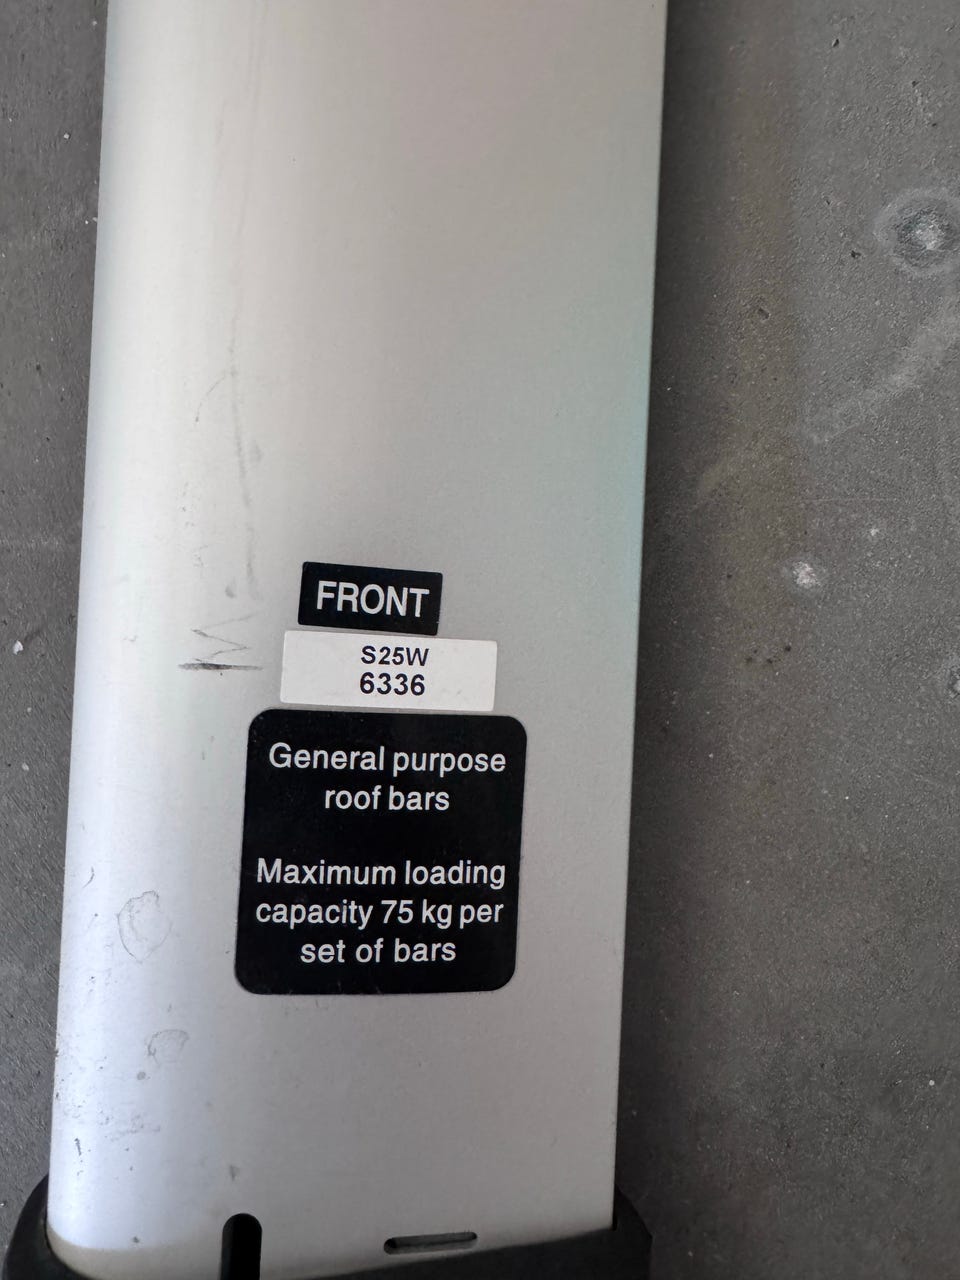 FRONT
S25W
6336
General purpose
roof bars
Maximum loading
capacity 75 kg per
set of bars